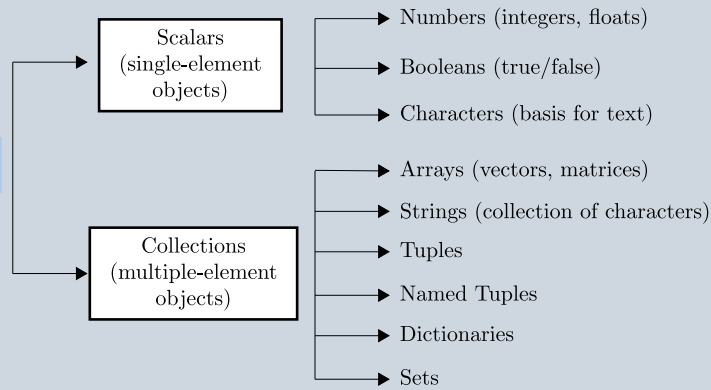 Scalars
(single-element
objects)
Numbers (integers, floats)
Booleans (true/false)
Characters (basis for text)
Collections
(multiple-element
objects)
Arrays (vectors, matrices)
Strings (collection of characters)
Tuples
Named Tuples
Dictionaries
Sets